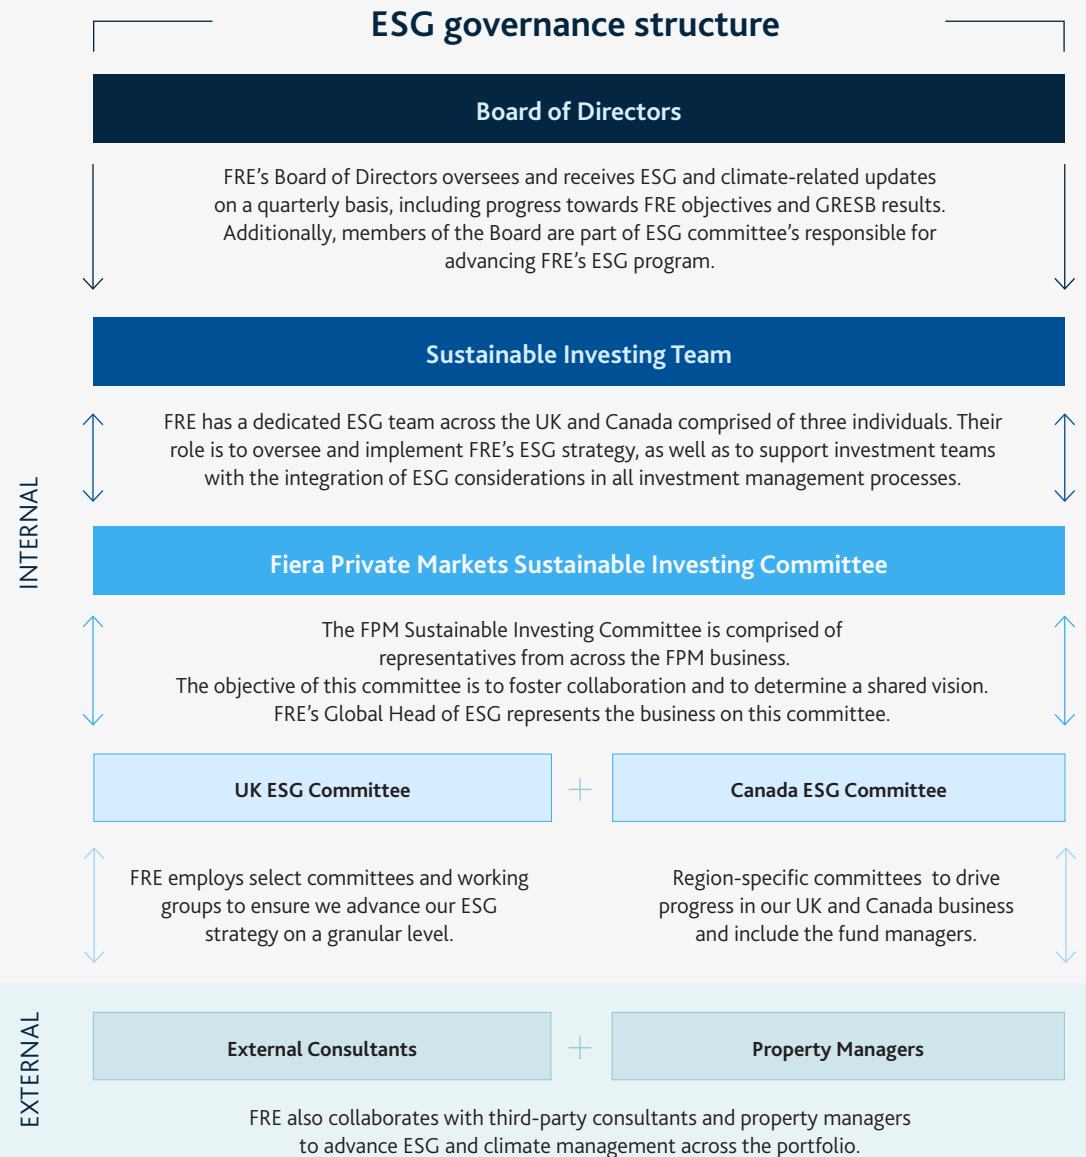 ESG governance structure
Board of Directors
FRE's Board of Directors oversees and receives ESG and climate-related updates
on a quarterly basis, including progress towards FRE objectives and GRESB results.
Additionally, members of the Board are part of ESG committee's responsible for
advancing FRE's ESG program.
Sustainable Investing Team
FRE has a dedicated ESG team across the UK and Canada comprised of three individuals. Their
role is to oversee and implement FRE's ESG strategy, as well as to support investment teams
with the integration of ESG considerations in all investment management processes.
INTERNAL
Fiera Private Markets Sustainable Investing Committee
The FPM Sustainable Investing Committee is comprised of
representatives from across the FPM business.
The objective of this committee is to foster collaboration and to determine a shared vision.
FRE's Global Head of ESG represents the business on this committee.
UK ESG Committee
+
Canada ESG Committee
FRE employs select committees and working
groups to ensure we advance our ESG
strategy on a granular level.
Region-specific committees to drive
progress in our UK and Canada business
and include the fund managers.
EXTERNAL
External Consultants
+
Property Managers
FRE also collaborates with third-party consultants and property managers
to advance ESG and climate management across the portfolio.